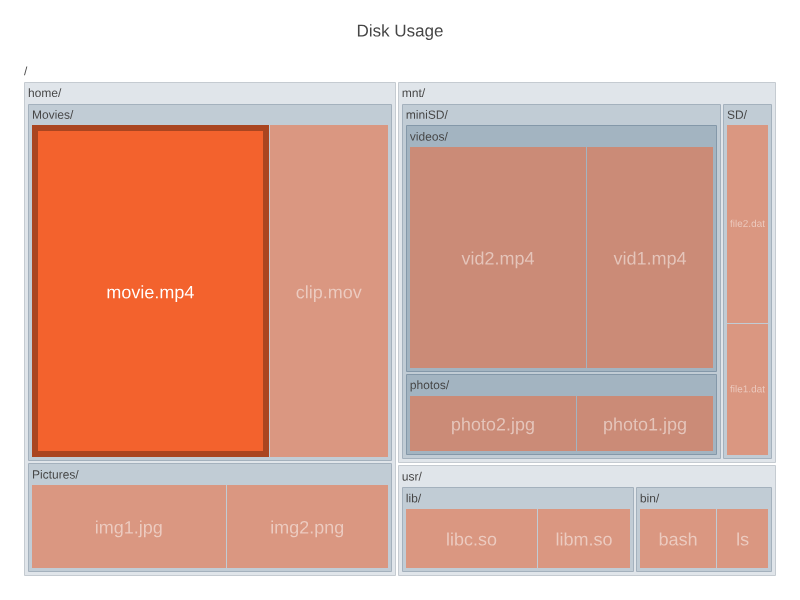 Disk Usage
/
home/
Movies/
movie.mp4
clip.mov
Pictures/
img1.jpg
img2.png
mnt/
miniSD/
videos/
vid2.mp4
vid1.mp4
photos/
photo2.jpg
photo1.jpg
SD/
file2.dat
file1.dat
usr/
lib/
libc.so
libm.so
bin/
bash
ls